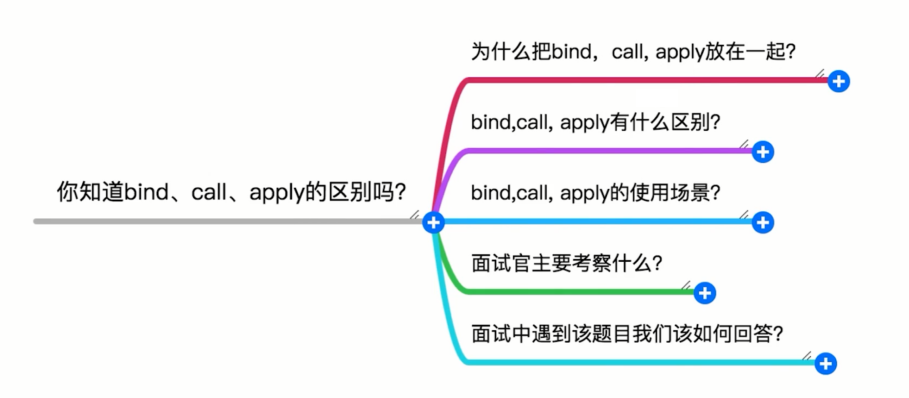 为什么把bind，call, apply放在一起？
bind,call, apply有什么区别？
你知道bind、call、apply的区别吗？
bind,call, apply的使用场景？
面试官主要考察什么？
面试中遇到该题目我们该如何回答？